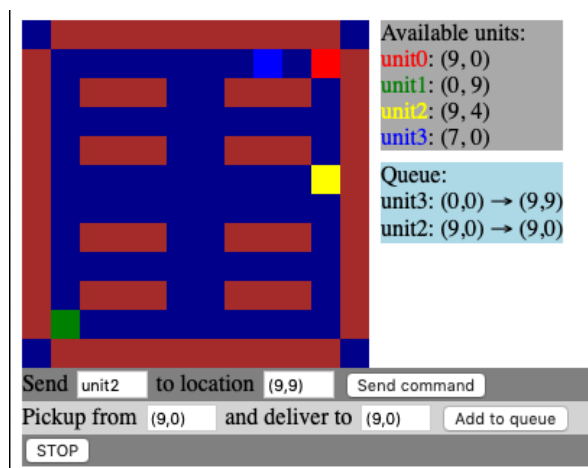 Available units:
unit0: (9, 0)
unit1: (0, 9)
unit2: (9, 4)
unit3: (7, 0)
Queue:
unit3: (0,0) → (9,9)
unit2: (9,0) → (9,0)
Send unit2 to location (9,9) Send command
Pickup from (9,0) and deliver to (9,0) Add to queue
STOP